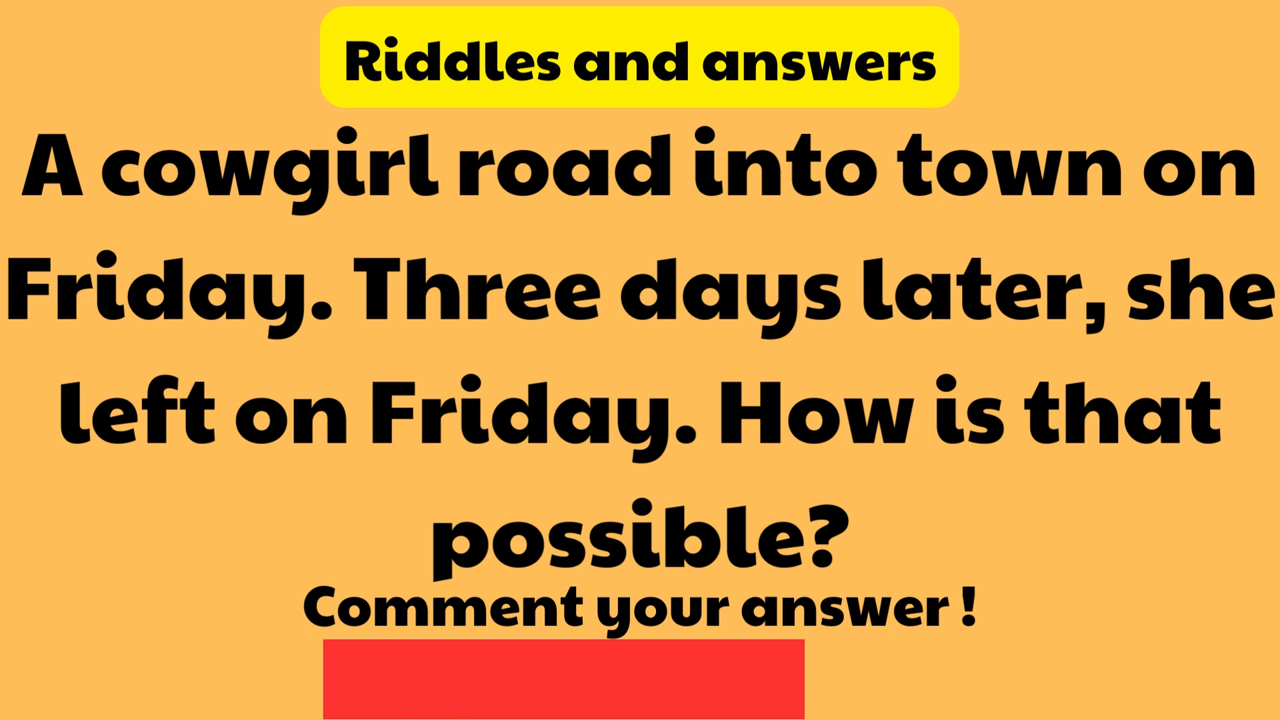 Riddles and answers
A cowgirl road into town on
Friday. Three days later, she
left on Friday. How is that
possible?
Comment your answer !